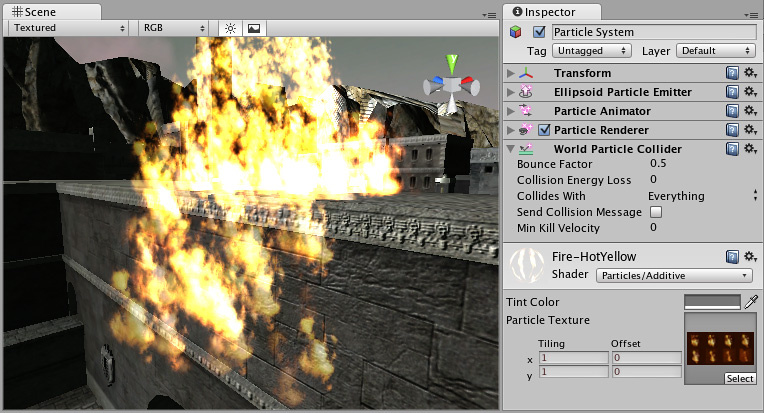 Scene
Textured RGB
Inspector
Particle System
Tag Untagged Layer Default
Transform
Ellipsoid Particle Emitter
Particle Animator
Particle Renderer
World Particle Collider
Bounce Factor 0.5
Collision Energy Loss 0
Collides With Everything
Send Collision Message
Min Kill Velocity 0
Fire-HotYellow
Shader Particles/Additive
Tint Color
Particle Texture
Tiling Offset
x 1 0
y 1 0
Select